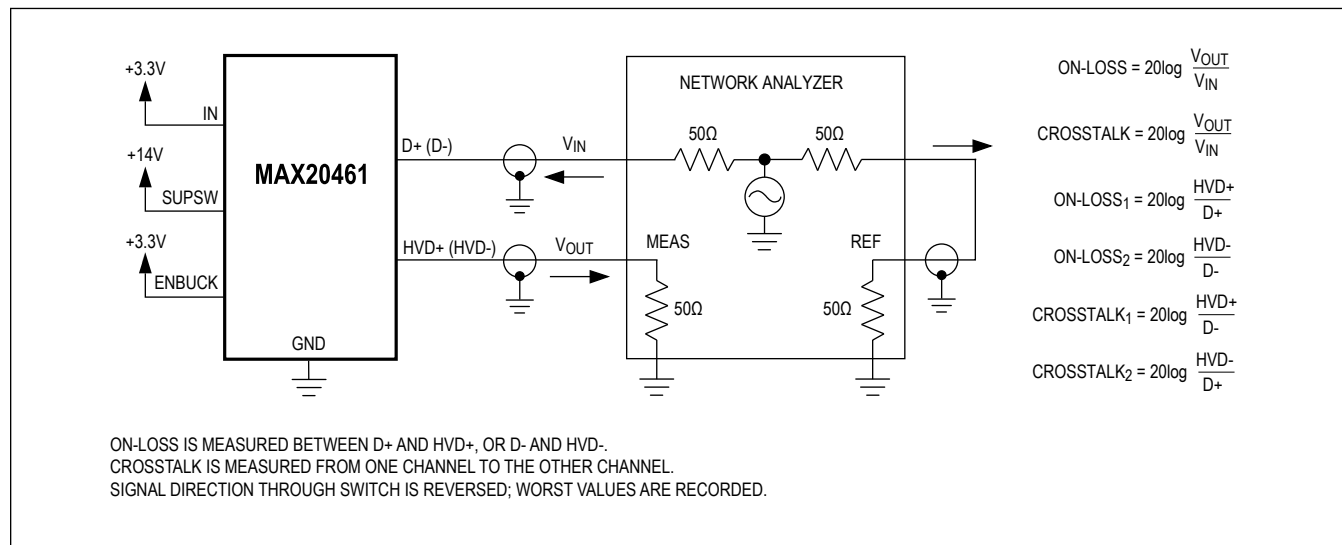 +3.3V
IN
+14V
SUPSW
+3.3V
ENBUCK
MAX20461
GND
D+ (D-)
HVD+ (HVD-)
VIN
VOUT
NETWORK ANALYZER
50Ω
50Ω
MEAS
REF
50Ω
50Ω
ON-LOSS = 20log VOUT/VIN
CROSSTALK = 20log VOUT/VIN
ON-LOSS1 = 20log HVD+/D+
ON-LOSS2 = 20log HVD-/D-
CROSSTALK1 = 20log HVD+/D-
CROSSTALK2 = 20log HVD-/D+
ON-LOSS IS MEASURED BETWEEN D+ AND HVD+, OR D- AND HVD-.
CROSSTALK IS MEASURED FROM ONE CHANNEL TO THE OTHER CHANNEL.
SIGNAL DIRECTION THROUGH SWITCH IS REVERSED; WORST VALUES ARE RECORDED.